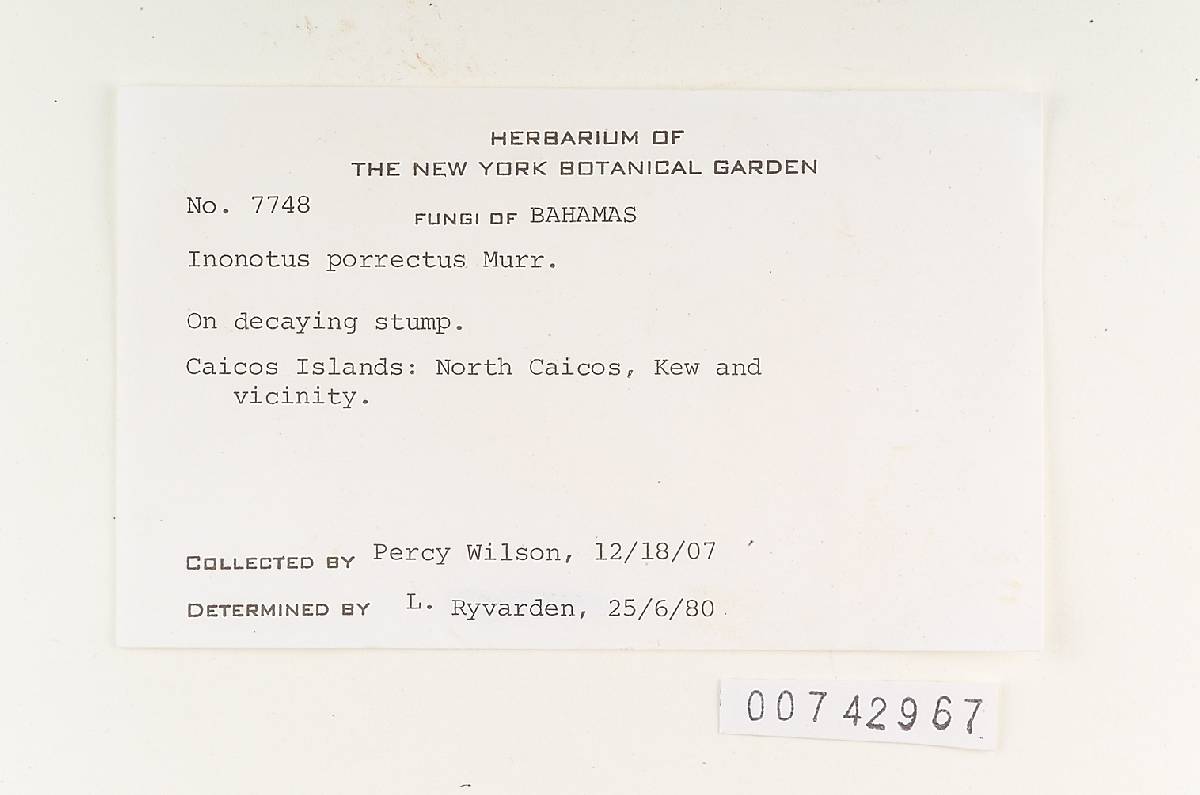 HERBARIUM OF
THE NEW YORK BOTANICAL GARDEN
No. 7748
FUNGI OF BAHAMAS
Inonotus porrectus Murr.
On decaying stump.
Caicos Islands: North Caicos, Kew and
vicinity.
COLLECTED BY Percy Wilson, 12/18/07
DETERMINED BY L. Ryvarden, 25/6/80
00742967